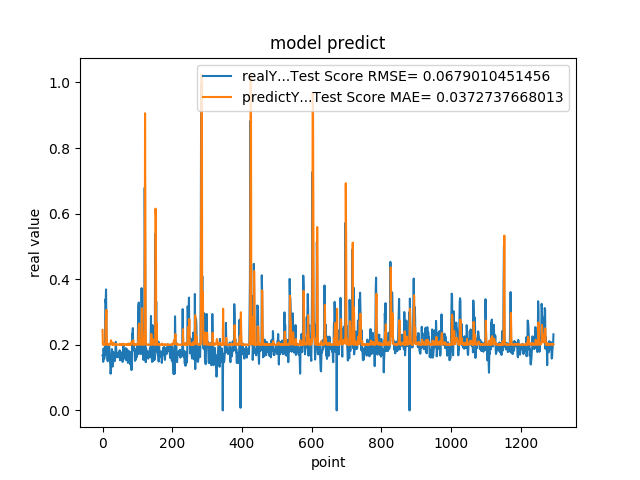 model predict
realY...Test Score RMSE= 0.0679010451456
predictY...Test Score MAE= 0.0372737668013
1.0
0.8
0.6
0.4
0.2
0.0
real value
0 200 400 600 800 1000 1200
point